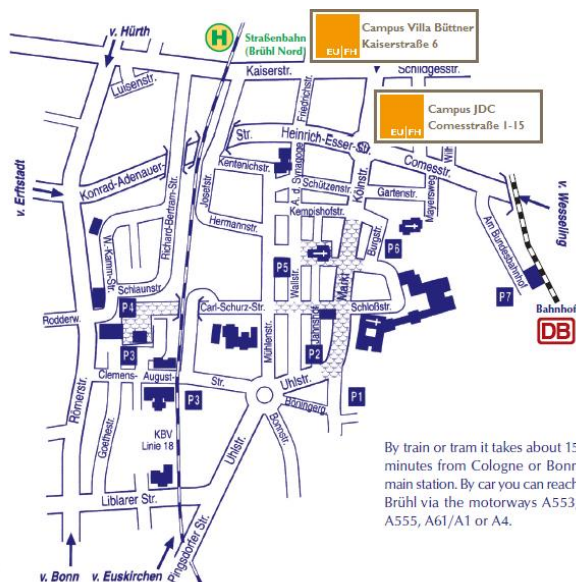 v. Hürth
H
Straßenbahn
(Brühl Nord)
EU|FH
Campus Villa Büttner
Kaiserstraße 6
Luisenstr.
Kaiserstr.
Schildgesstr.
Friedrichstr.
EU|FH
Campus JDC
Comesstraße 1-15
Str.
Heinrich-Esser-Str.
Konrad-Adenauer-
Kentenichstr.
A. d. Synagoge
Schützenstr.
Kölnstr.
Comesstr.
Gartenstr.
Mayersweg
v. Erftstadt
v. Wesseling
Richard-Bertram-Str.
Josefstr.
Hermannstr.
Kempishofstr.
Burgstr.
P6
Am Bundesbahnhof
W.-Kamm-Str.
Schlaunstr.
P5
Wallstr.
Markt
P7
Bahnhof
DB
Rodderw.
P4
Carl-Schurz-Str.
Mühlenstr.
Janshof
Schloßstr.
P3
P2
Clemens-
August-
Str.
Uhlstr.
P1
P3
Römerstr.
Goethestr.
KBV
Linie 18
Bonnstr.
Uhlstr.
Liblarer Str.
Pingsdorfer Str.
v. Bonn
v. Euskirchen
By train or tram it takes about 15
minutes from Cologne or Bonn
main station. By car you can reach
Brühl via the motorways A553,
A555, A61/A1 or A4.